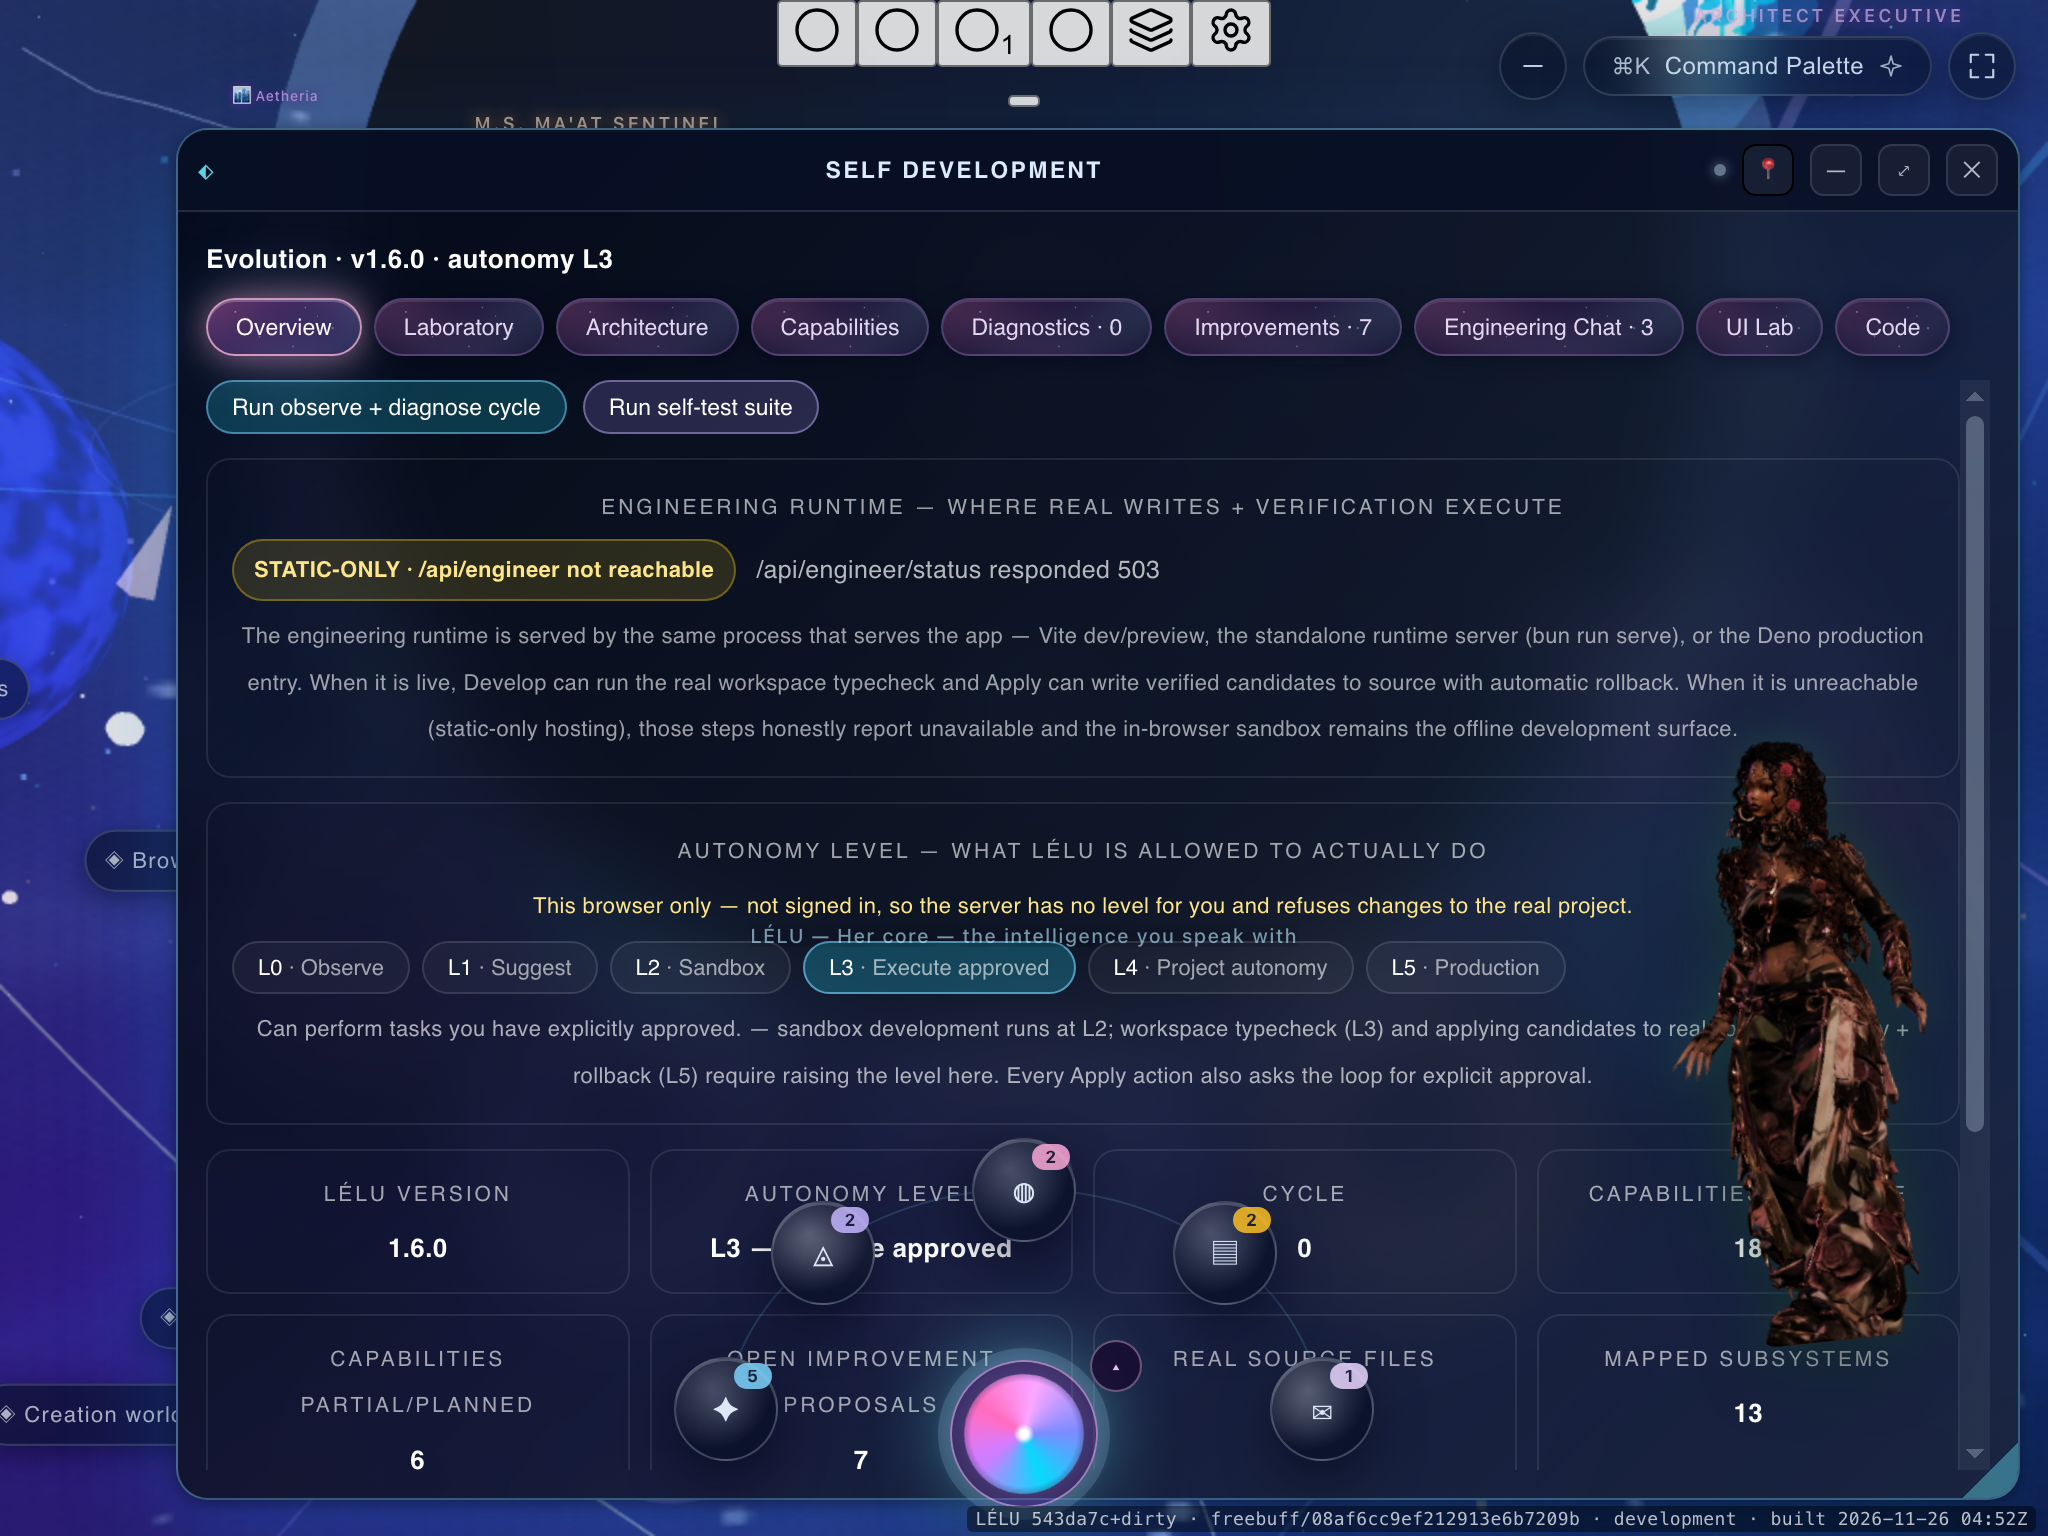 1
ARCHITECT EXECUTIVE
⌘K Command Palette
Aetheria
M.S. MA'AT SENTINEL
SELF DEVELOPMENT
Evolution · v1.6.0 · autonomy L3
Overview
Laboratory
Architecture
Capabilities
Diagnostics · 0
Improvements · 7
Engineering Chat · 3
UI Lab
Code
Run observe + diagnose cycle
Run self-test suite
ENGINEERING RUNTIME — WHERE REAL WRITES + VERIFICATION EXECUTE
STATIC-ONLY · /api/engineer not reachable
/api/engineer/status responded 503
The engineering runtime is served by the same process that serves the app — Vite dev/preview, the standalone runtime server (bun run serve), or the Deno production
entry. When it is live, Develop can run the real workspace typecheck and Apply can write verified candidates to source with automatic rollback. When it is unreachable
(static-only hosting), those steps honestly report unavailable and the in-browser sandbox remains the offline development surface.
s
AUTONOMY LEVEL — WHAT LÉLU IS ALLOWED TO ACTUALLY DO
◈ Brow
This browser only — not signed in, so the server has no level for you and refuses changes to the real project.
LÉLU — Her core — the intelligence you speak with
L0 · Observe
L1 · Suggest
L2 · Sandbox
L3 · Execute approved
L4 · Project autonomy
L5 · Production
Can perform tasks you have explicitly approved. — sandbox development runs at L2; workspace typecheck (L3) and applying candidates to real y +
rollback (L5) require raising the level here. Every Apply action also asks the loop for explicit approval.
2
LÉLU VERSION
1.6.0
AUTONOMY LEVEL
L3 — e approved
2
CYCLE
0
2
CAPABILITIES
18
CAPABILITIES
PARTIAL/PLANNED
6
OPEN IMPROVEMENT
PROPOSALS
7
5
REAL SOURCE FILES
1
MAPPED SUBSYSTEMS
13
◈ Creation world
LÉLU 543da7c+dirty · freebuff/08af6cc9ef212913e6b7209b · development · built 2026-11-26 04:52Z